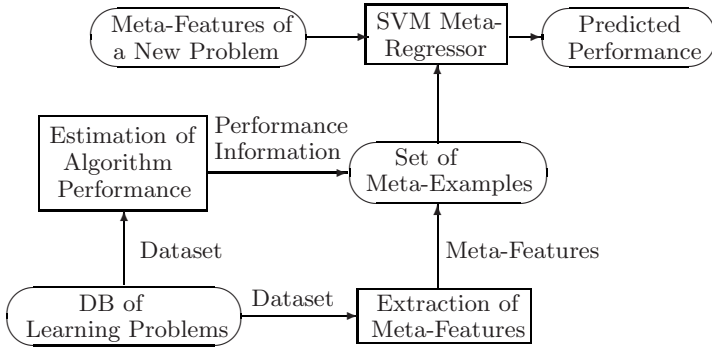 Meta-Features of
a New Problem
SVM Meta-
Regressor
Predicted
Performance
Estimation of
Algorithm
Performance
Performance
Information
Set of
Meta-Examples
Dataset
Meta-Features
DB of
Learning Problems
Dataset
Extraction of
Meta-Features